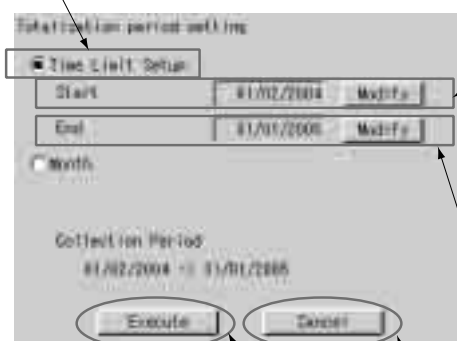 Totalization period setting
Time Limit Setup
Start 01/02/2004 Modify
End 01/01/2005 Modify
Month
Collection Period
01/02/2004 - 01/01/2005
Execute Cancel